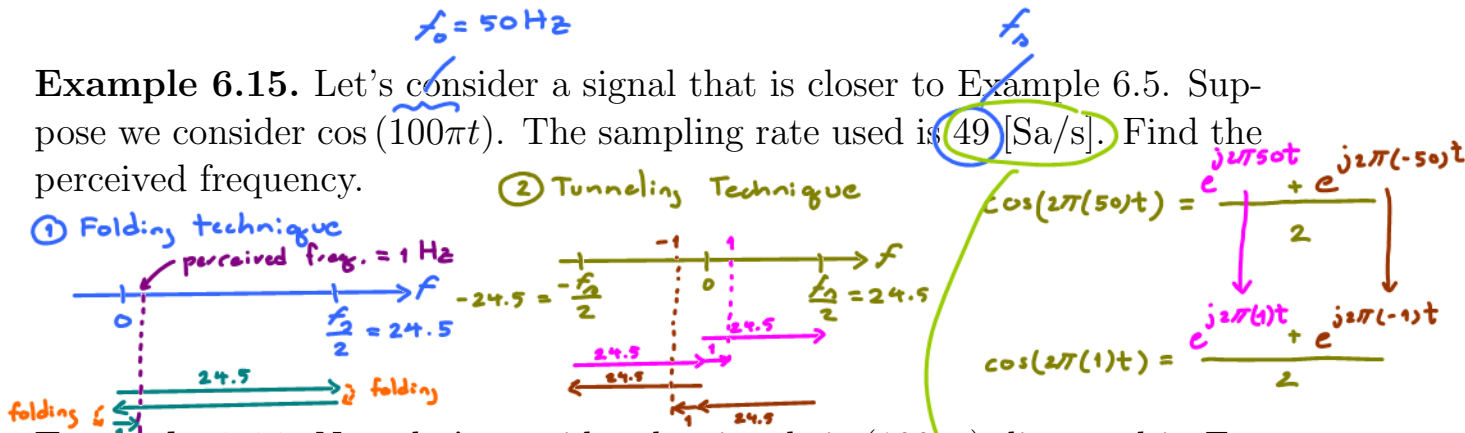 f₀ = 50 Hz
fₛ
Example 6.15. Let's consider a signal that is closer to Example 6.5. Sup-
pose we consider cos (100πt). The sampling rate used is 49 [Sa/s]. Find the
perceived frequency.
① Folding technique
perceived freq. = 1 Hz
f
0
fₛ/2 = 24.5
24.5
folding
folding
② Tunneling Technique
-1 1
f
-24.5 = -fₛ/2
0
fₛ/2 = 24.5
24.5
24.5 1
24.5
1 24.5
cos(2π(50)t) = (e^{j2π50t} + e^{j2π(-50)t})/2
cos(2π(1)t) = (e^{j2π(1)t} + e^{j2π(-1)t})/2